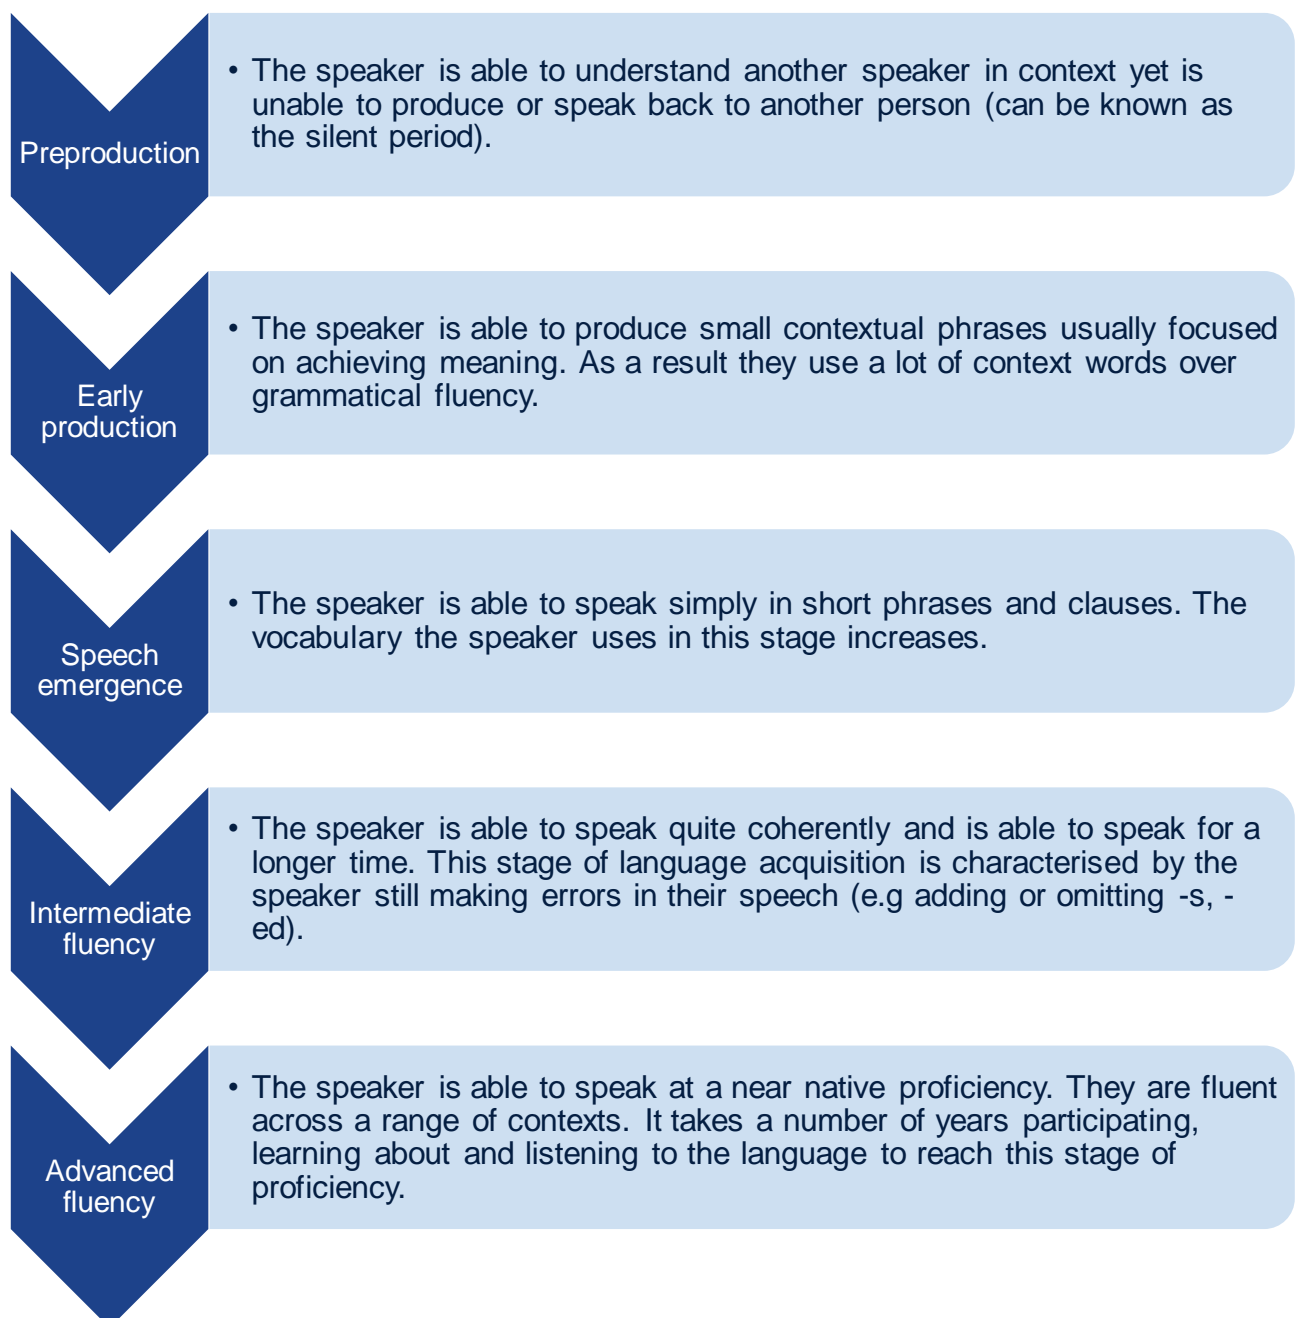 Preproduction
• The speaker is able to understand another speaker in context yet is
unable to produce or speak back to another person (can be known as
the silent period).
Early
production
• The speaker is able to produce small contextual phrases usually focused
on achieving meaning. As a result they use a lot of context words over
grammatical fluency.
Speech
emergence
• The speaker is able to speak simply in short phrases and clauses. The
vocabulary the speaker uses in this stage increases.
Intermediate
fluency
• The speaker is able to speak quite coherently and is able to speak for a
longer time. This stage of language acquisition is characterised by the
speaker still making errors in their speech (e.g adding or omitting -s, -
ed).
Advanced
fluency
• The speaker is able to speak at a near native proficiency. They are fluent
across a range of contexts. It takes a number of years participating,
learning about and listening to the language to reach this stage of
proficiency.